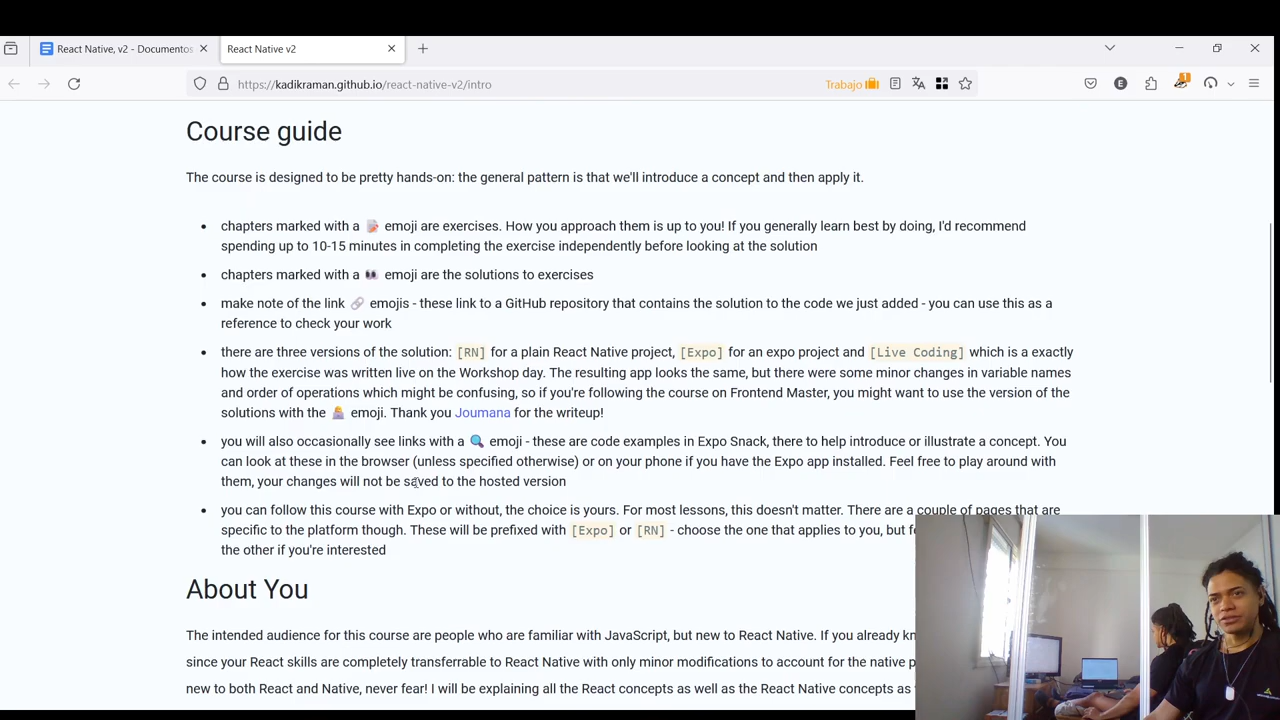 React Native, v2 - Documentos
React Native v2
https://kadikraman.github.io/react-native-v2/intro
Trabajo
E
1
Course guide
The course is designed to be pretty hands-on: the general pattern is that we'll introduce a concept and then apply it.
chapters marked with a 📝 emoji are exercises. How you approach them is up to you! If you generally learn best by doing, I'd recommend
spending up to 10-15 minutes in completing the exercise independently before looking at the solution
chapters marked with a 👀 emoji are the solutions to exercises
make note of the link 🔗 emojis - these link to a GitHub repository that contains the solution to the code we just added - you can use this as a
reference to check your work
there are three versions of the solution: [RN] for a plain React Native project, [Expo] for an expo project and [Live Coding] which is a exactly
how the exercise was written live on the Workshop day. The resulting app looks the same, but there were some minor changes in variable names
and order of operations which might be confusing, so if you're following the course on Frontend Master, you might want to use the version of the
solutions with the emoji. Thank you Joumana for the writeup!
you will also occasionally see links with a 🔍 emoji - these are code examples in Expo Snack, there to help introduce or illustrate a concept. You
can look at these in the browser (unless specified otherwise) or on your phone if you have the Expo app installed. Feel free to play around with
them, your changes will not be saved to the hosted version
you can follow this course with Expo or without, the choice is yours. For most lessons, this doesn't matter. There are a couple of pages that are
specific to the platform though. These will be prefixed with [Expo] or [RN] - choose the one that applies to you, but
the other if you're interested
About You
The intended audience for this course are people who are familiar with JavaScript, but new to React Native. If you already
since your React skills are completely transferrable to React Native with only minor modifications to account for the native
new to both React and Native, never fear! I will be explaining all the React concepts as well as the React Native concepts